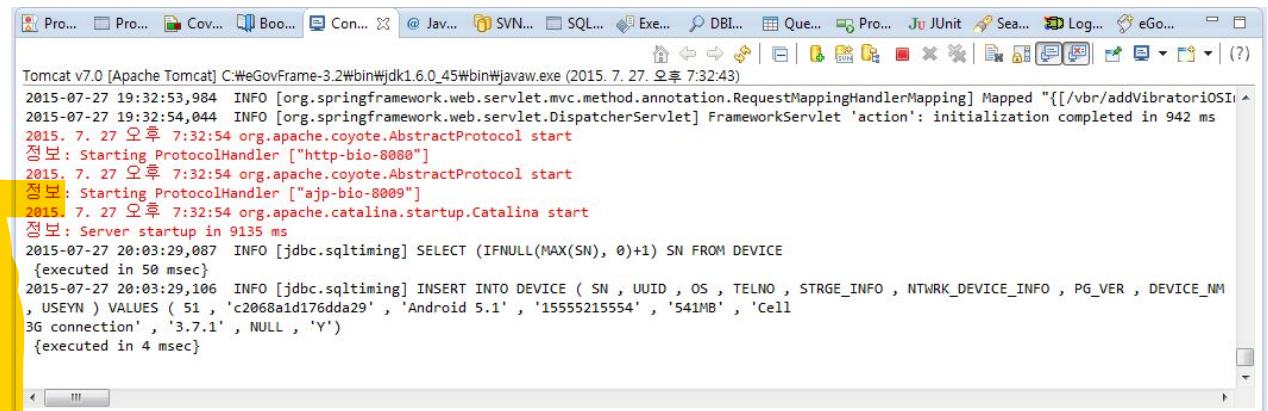 Pro... Pro... Cov... Boo... Con... @ Jav... SVN... SQL... Exe... DBI... Que... Pro... Ju JUnit Sea... Log... eGo...
(?)
Tomcat v7.0 [Apache Tomcat] C:₩eGovFrame-3.2₩bin₩jdk1.6.0_45₩bin₩javaw.exe (2015. 7. 27. 오후 7:32:43)
2015-07-27 19:32:53,984 INFO [org.springframework.web.servlet.mvc.method.annotation.RequestMappingHandlerMapping] Mapped "{[/vbr/addVibratoriOSI
2015-07-27 19:32:54,044 INFO [org.springframework.web.servlet.DispatcherServlet] FrameworkServlet 'action': initialization completed in 942 ms
2015. 7. 27 오후 7:32:54 org.apache.coyote.AbstractProtocol start
정보: Starting ProtocolHandler ["http-bio-8080"]
2015. 7. 27 오후 7:32:54 org.apache.coyote.AbstractProtocol start
정보: Starting ProtocolHandler ["ajp-bio-8009"]
2015. 7. 27 오후 7:32:54 org.apache.catalina.startup.Catalina start
정보: Server startup in 9135 ms
2015-07-27 20:03:29,087 INFO [jdbc.sqltiming] SELECT (IFNULL(MAX(SN), 0)+1) SN FROM DEVICE
{executed in 50 msec}
2015-07-27 20:03:29,106 INFO [jdbc.sqltiming] INSERT INTO DEVICE ( SN , UUID , OS , TELNO , STRGE_INFO , NTWRK_DEVICE_INFO , PG_VER , DEVICE_NM
, USEYN ) VALUES ( 51 , 'c2068a1d176dda29' , 'Android 5.1' , '15555215554' , '541MB' , 'Cell
3G connection' , '3.7.1' , NULL , 'Y')
{executed in 4 msec}